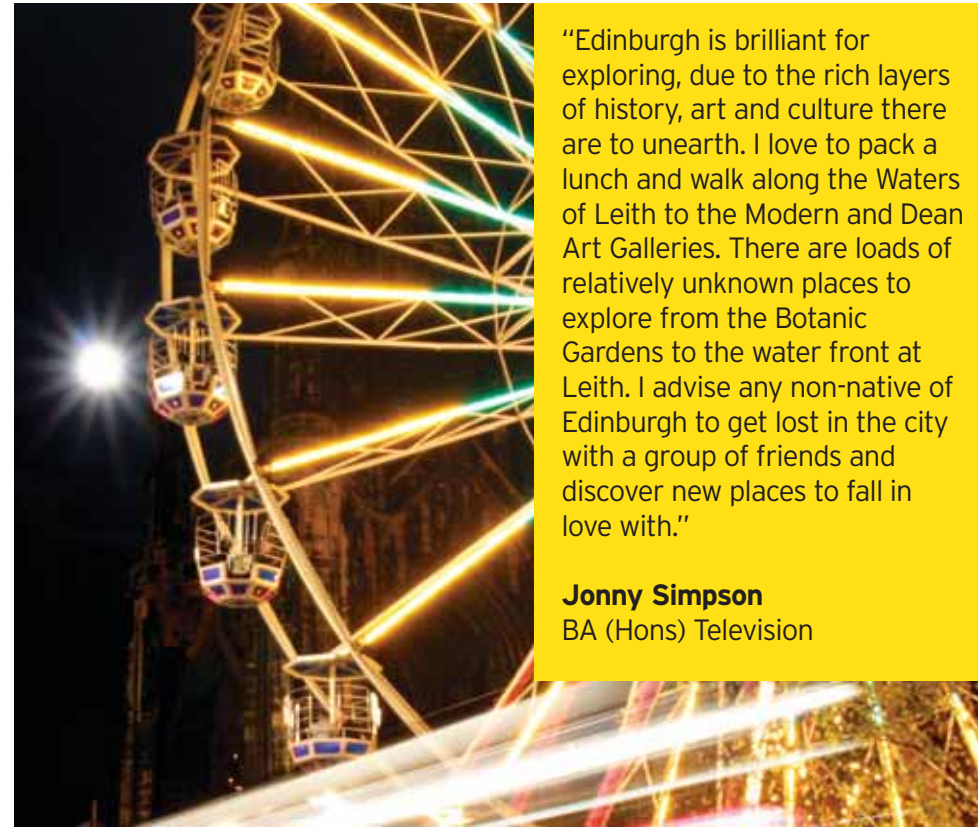 “Edinburgh is brilliant for
exploring, due to the rich layers
of history, art and culture there
are to unearth. I love to pack a
lunch and walk along the Waters
of Leith to the Modern and Dean
Art Galleries. There are loads of
relatively unknown places to
explore from the Botanic
Gardens to the water front at
Leith. I advise any non-native of
Edinburgh to get lost in the city
with a group of friends and
discover new places to fall in
love with.”
Jonny Simpson
BA (Hons) Television